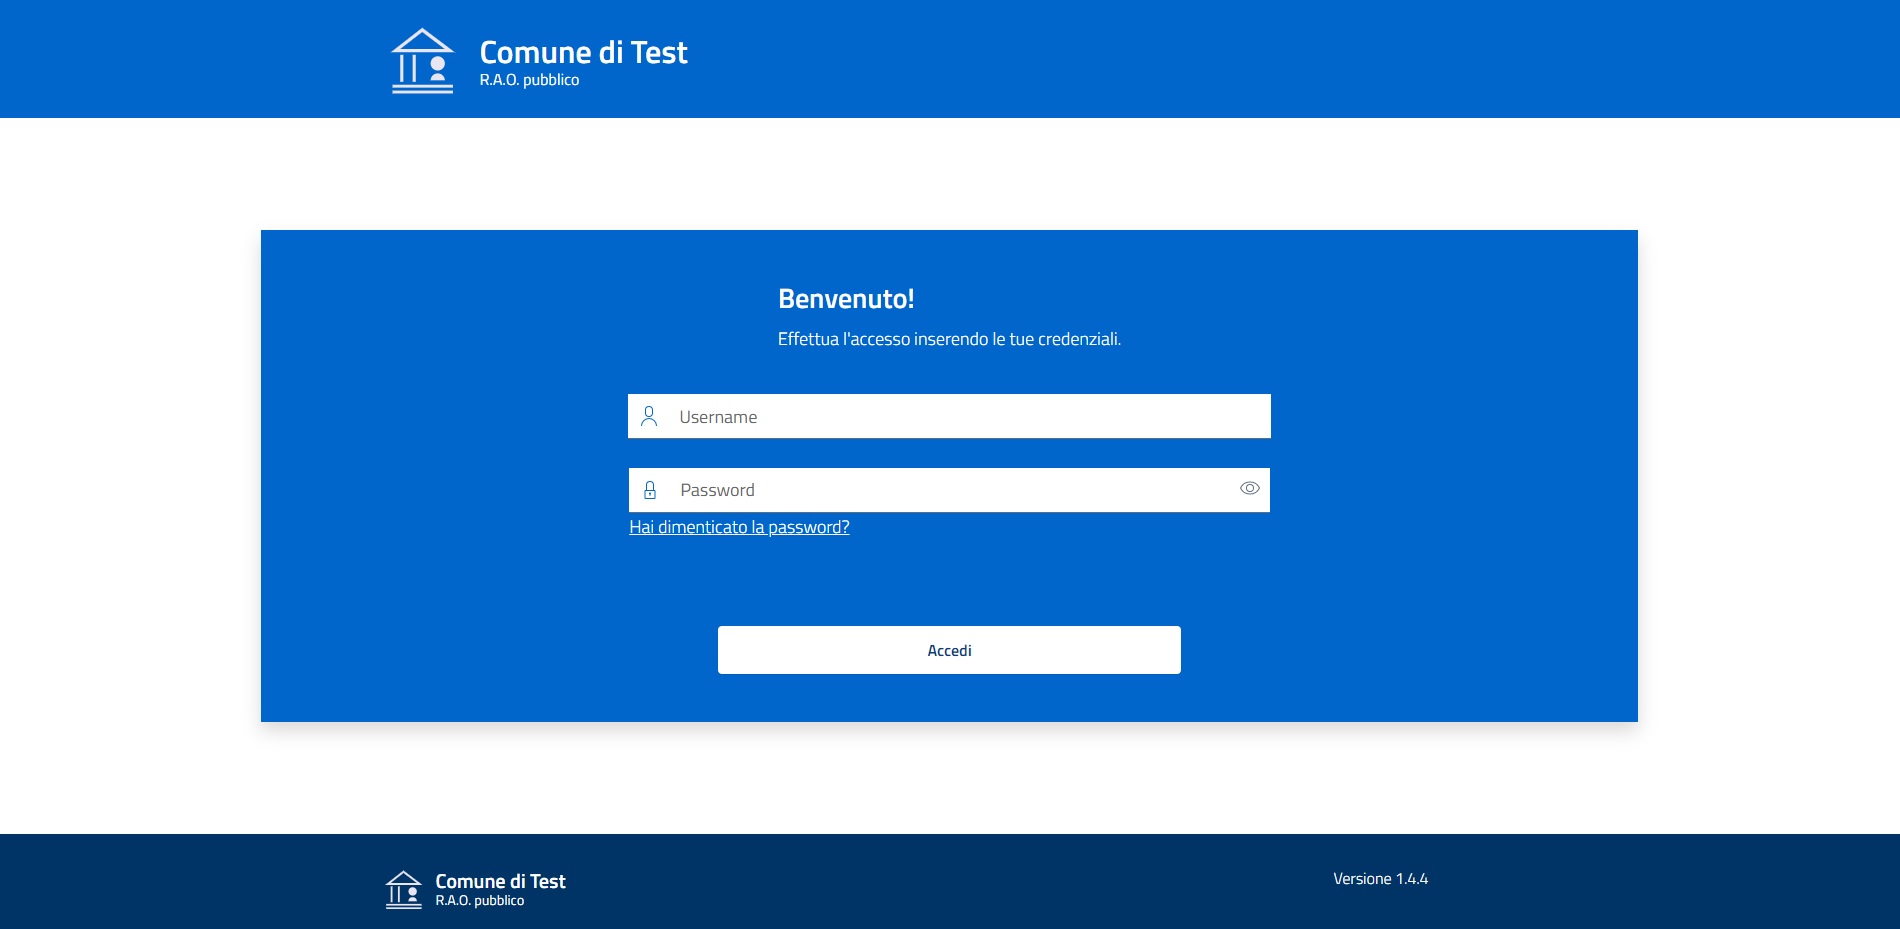 Comune di Test
R.A.O. pubblico
Benvenuto!
Effettua l'accesso inserendo le tue credenziali.
Username
Password
Hai dimenticato la password?
Accedi
Comune di Test
R.A.O. pubblico
Versione 1.4.4